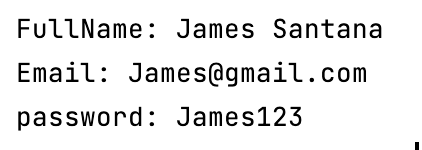 FullName: James Santana
Email: James@gmail.com
password: James123